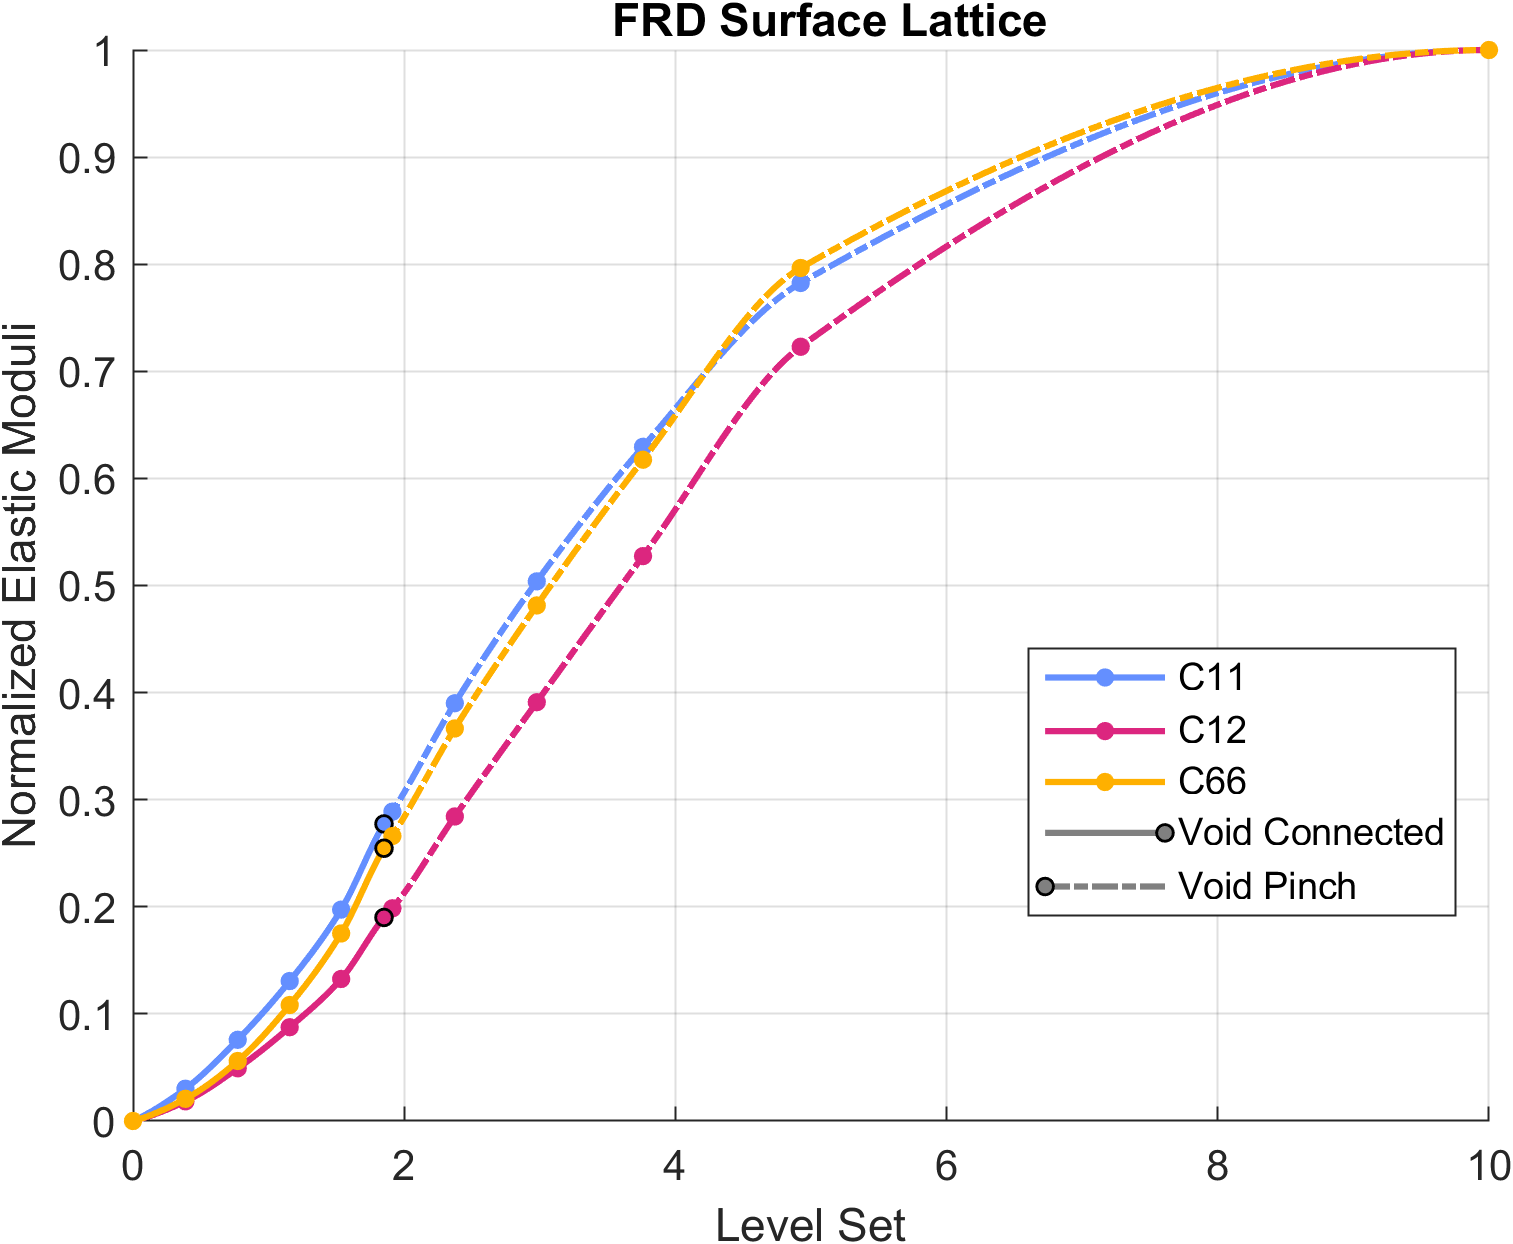 FRD Surface Lattice
Normalized Elastic Moduli
1
0.9
0.8
0.7
0.6
0.5
0.4
0.3
0.2
0.1
0
C11
C12
C66
Void Connected
Void Pinch
0 2 4 6 8 10
Level Set